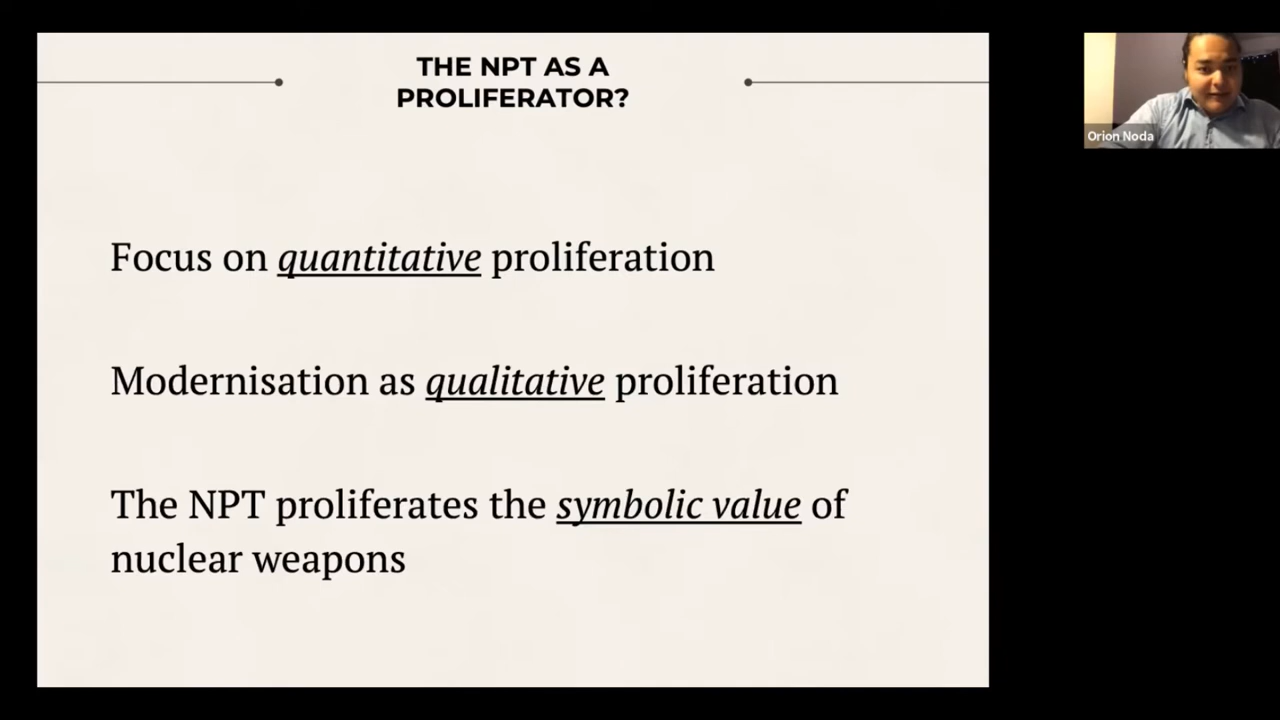 THE NPT AS A
PROLIFERATOR?
Orion Noda
Focus on quantitative proliferation
Modernisation as qualitative proliferation
The NPT proliferates the symbolic value of
nuclear weapons